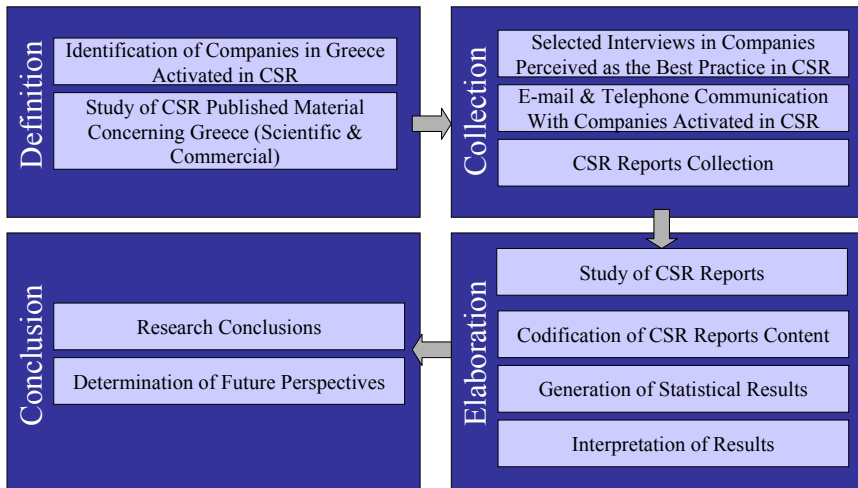 Definition
Identification of Companies in Greece
Activated in CSR
Study of CSR Published Material
Concerning Greece (Scientific &
Commercial)
Collection
Selected Interviews in Companies
Perceived as the Best Practice in CSR
E-mail & Telephone Communication
With Companies Activated in CSR
CSR Reports Collection
Elaboration
Study of CSR Reports
Codification of CSR Reports Content
Generation of Statistical Results
Interpretation of Results
Conclusion
Research Conclusions
Determination of Future Perspectives